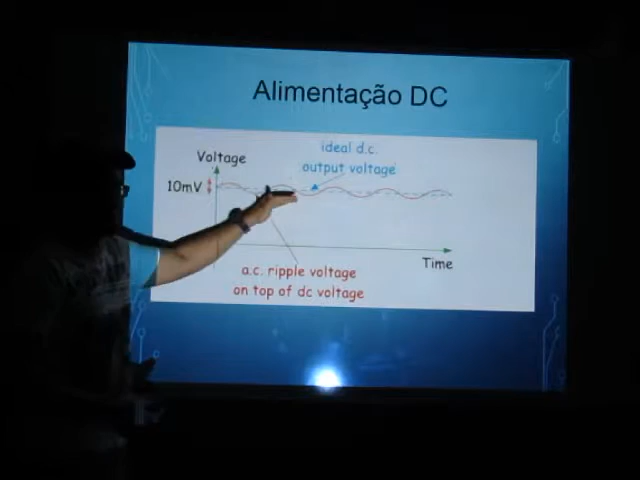 Alimentação DC
ideal d.c.
output voltage
Voltage
10mV
Time
a.c. ripple voltage
on top of dc voltage